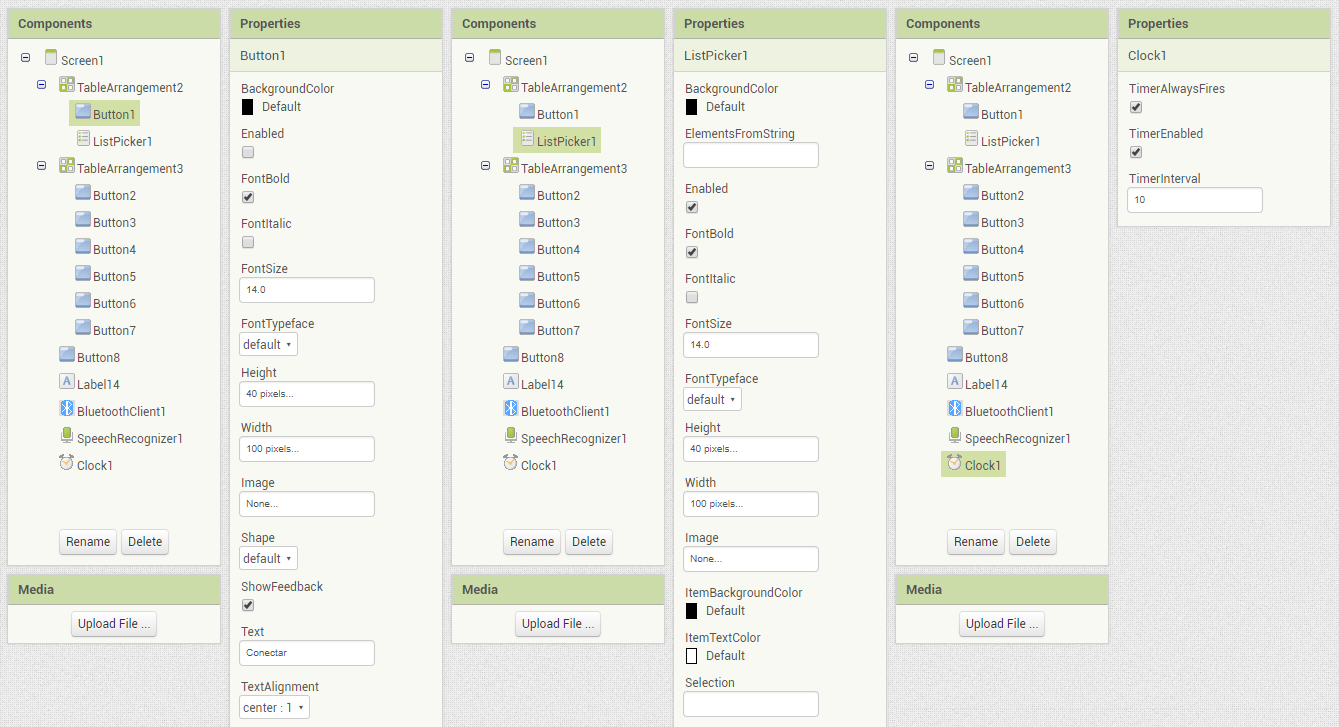 Components
Screen1
TableArrangement2
Button1
ListPicker1
TableArrangement3
Button2
Button3
Button4
Button5
Button6
Button7
Button8
Label14
BluetoothClient1
SpeechRecognizer1
Clock1
Rename Delete
Media
Upload File ...
Properties
Button1
BackgroundColor
Default
Enabled
FontBold
FontItalic
FontSize
14.0
FontTypeface
default
Height
40 pixels...
Width
100 pixels...
Image
None...
Shape
default
ShowFeedback
Text
Conectar
TextAlignment
center : 1
Components
Screen1
TableArrangement2
Button1
ListPicker1
TableArrangement3
Button2
Button3
Button4
Button5
Button6
Button7
Button8
Label14
BluetoothClient1
SpeechRecognizer1
Clock1
Rename Delete
Media
Upload File ...
Properties
ListPicker1
BackgroundColor
Default
ElementsFromString
Enabled
FontBold
FontItalic
FontSize
14.0
FontTypeface
default
Height
40 pixels...
Width
100 pixels...
Image
None...
ItemBackgroundColor
Default
ItemTextColor
Default
Selection
Components
Screen1
TableArrangement2
Button1
ListPicker1
TableArrangement3
Button2
Button3
Button4
Button5
Button6
Button7
Button8
Label14
BluetoothClient1
SpeechRecognizer1
Clock1
Rename Delete
Media
Upload File ...
Properties
Clock1
TimerAlwaysFires
TimerEnabled
TimerInterval
10